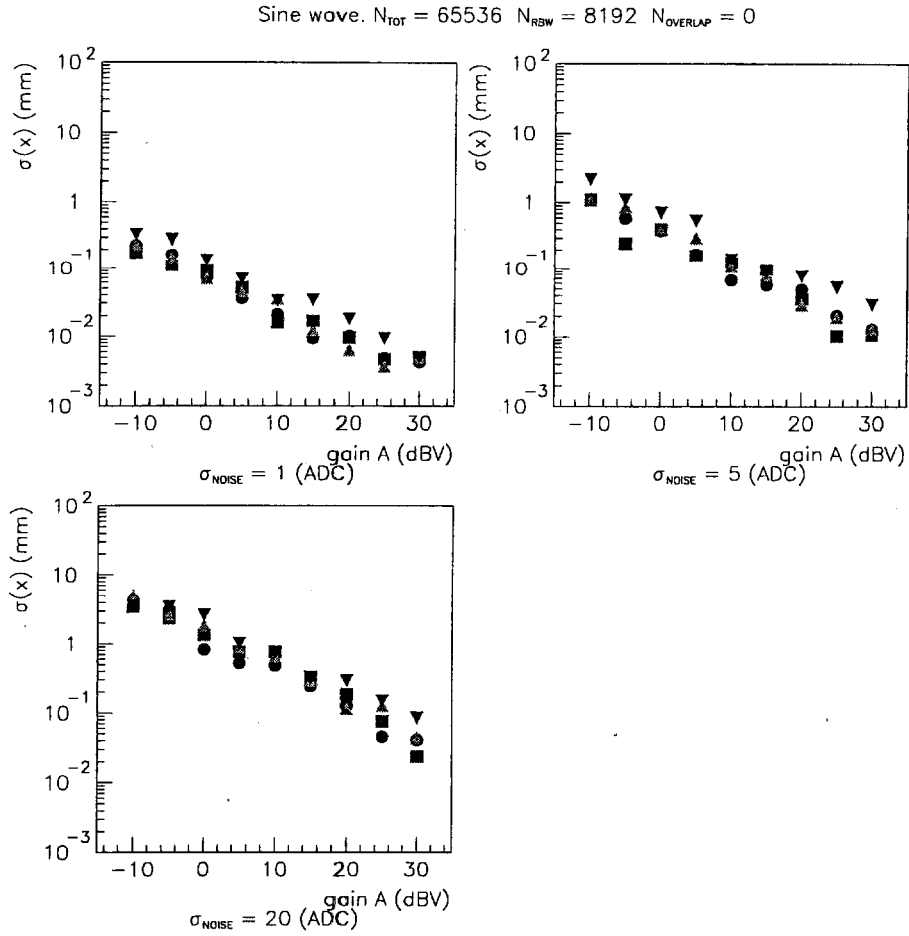 Sine wave. N_TOT = 65536 N_RBW = 8192 N_OVERLAP = 0
σ(x) (mm)
10^2
10
1
10^-1
10^-2
10^-3
−10 0 10 20 30
gain A (dBV)
σ_NOISE = 1 (ADC)
σ(x) (mm)
10^2
10
1
10^-1
10^-2
10^-3
−10 0 10 20 30
gain A (dBV)
σ_NOISE = 5 (ADC)
σ(x) (mm)
10^2
10
1
10^-1
10^-2
10^-3
−10 0 10 20 30
gain A (dBV)
σ_NOISE = 20 (ADC)